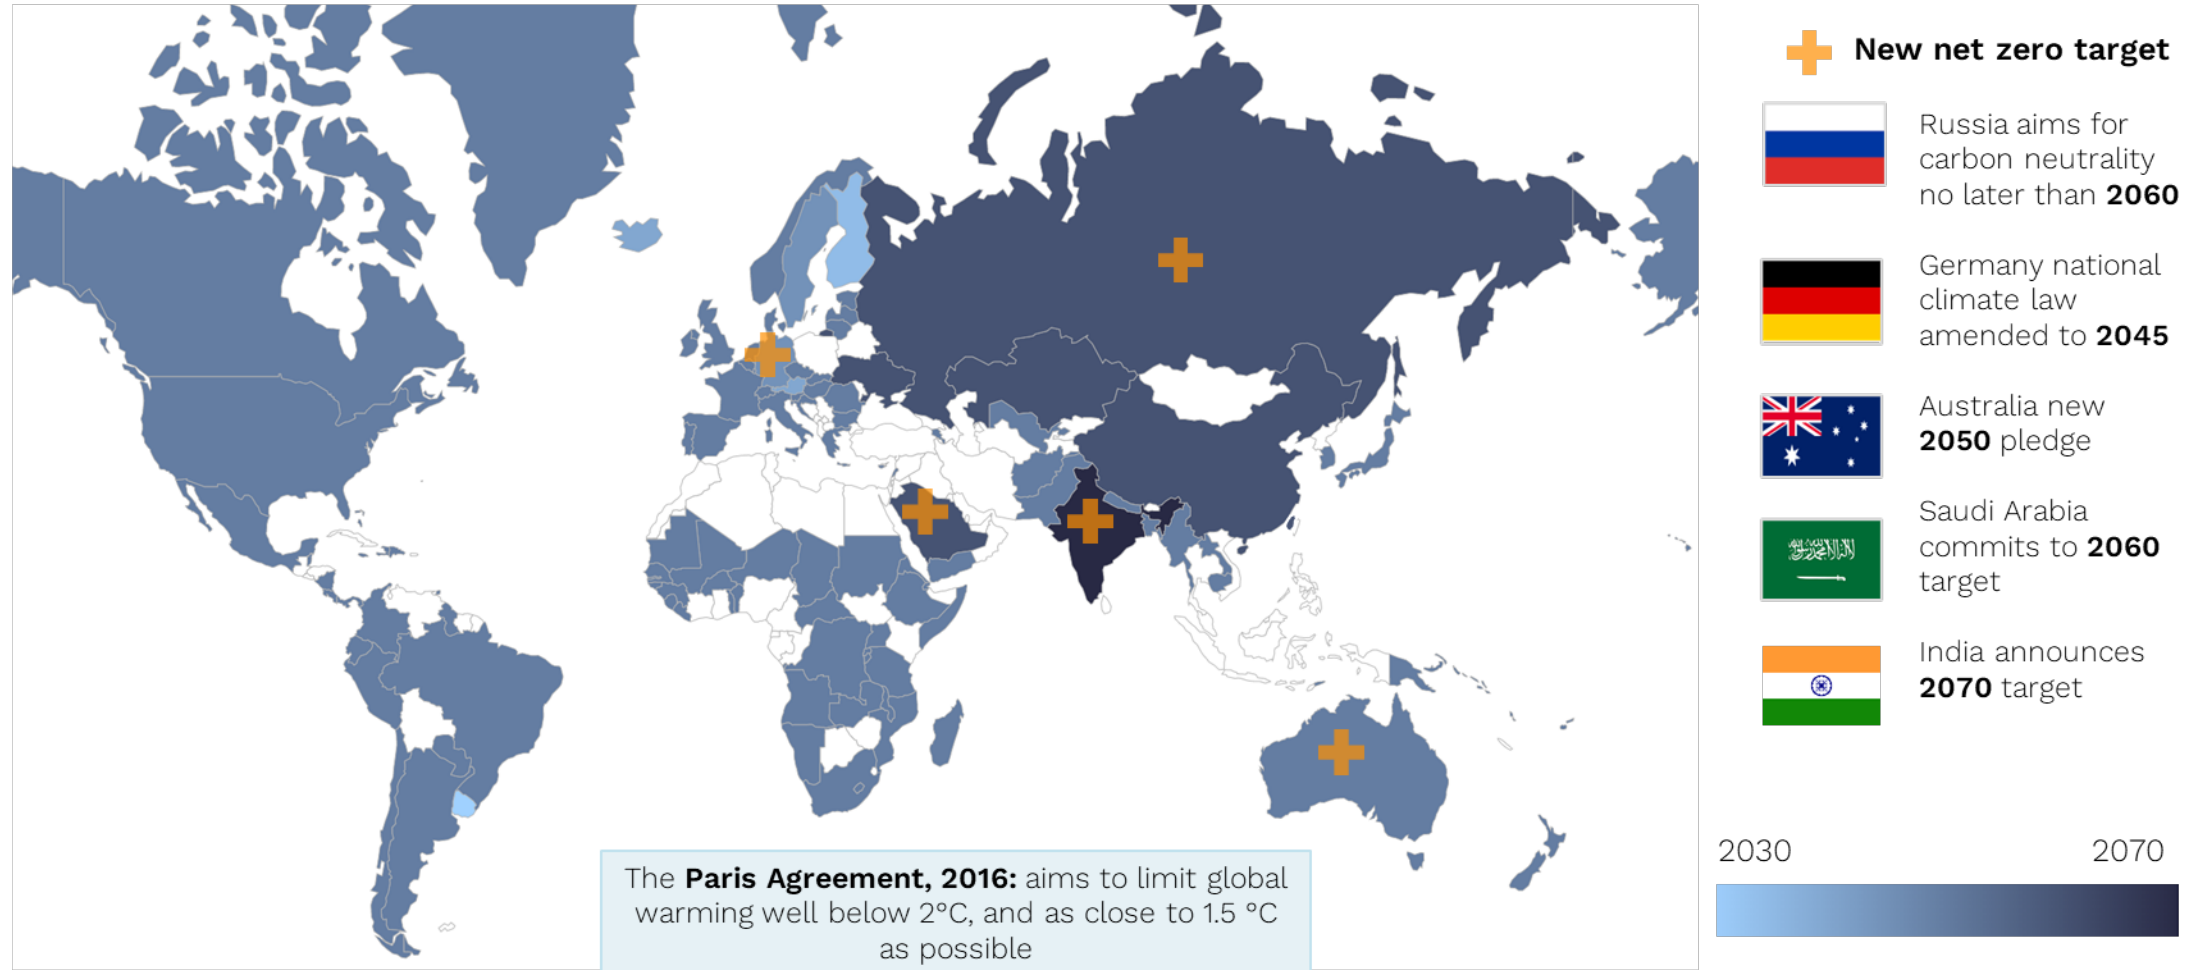 New net zero target
Russia aims for
carbon neutrality
no later than 2060
Germany national
climate law
amended to 2045
Australia new
2050 pledge
Saudi Arabia
commits to 2060
target
India announces
2070 target
2030 2070
The Paris Agreement, 2016: aims to limit global
warming well below 2°C, and as close to 1.5 °C
as possible